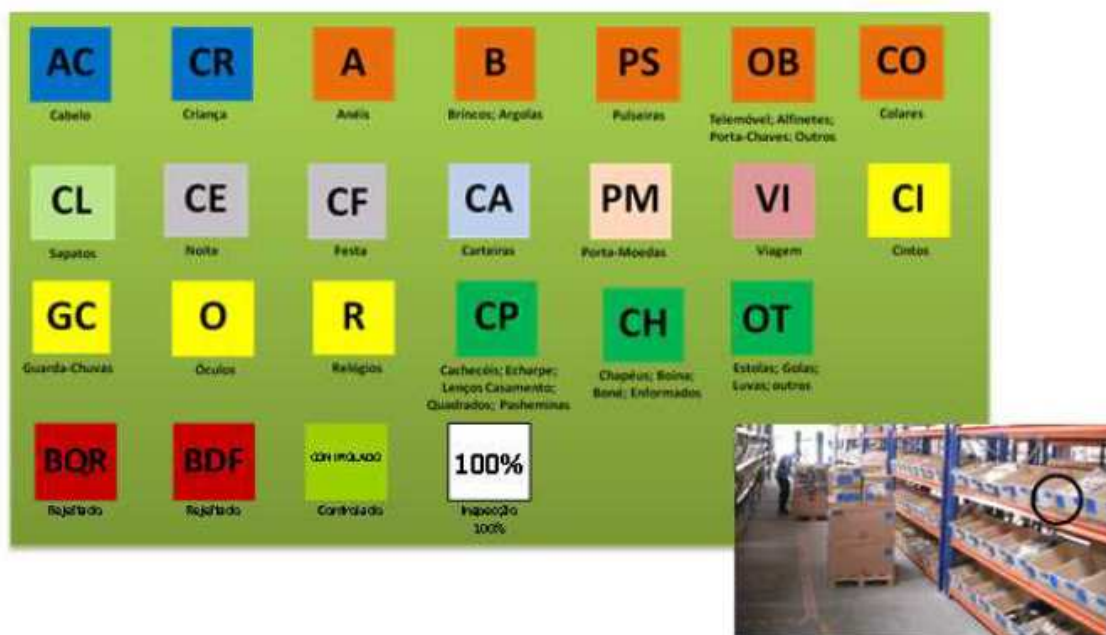 AC CR A B PS OB CO
Cabelo Criança Anéis Brincos; Argolas Pulseiras Telemóvel; Alfinetes; Colares
Porta-Chaves; Outros
CL CE CF CA PM VI CI
Sapatos Noite Festa Carteiras Porta-Moedas Viagem Cintos
GC O R CP CH OT
Guarda-Chuvas Óculos Relógios Cachecóis; Echarpe; Chapéus; Boina; Estolas; Golas;
Lenços Casamento; Boné; Enformados Luvas; outros
Quadrados; Pasheminas
BQR BDF CONTROLADO 100%
Rejeitado Rejeitado Controlado Inspecção
100%